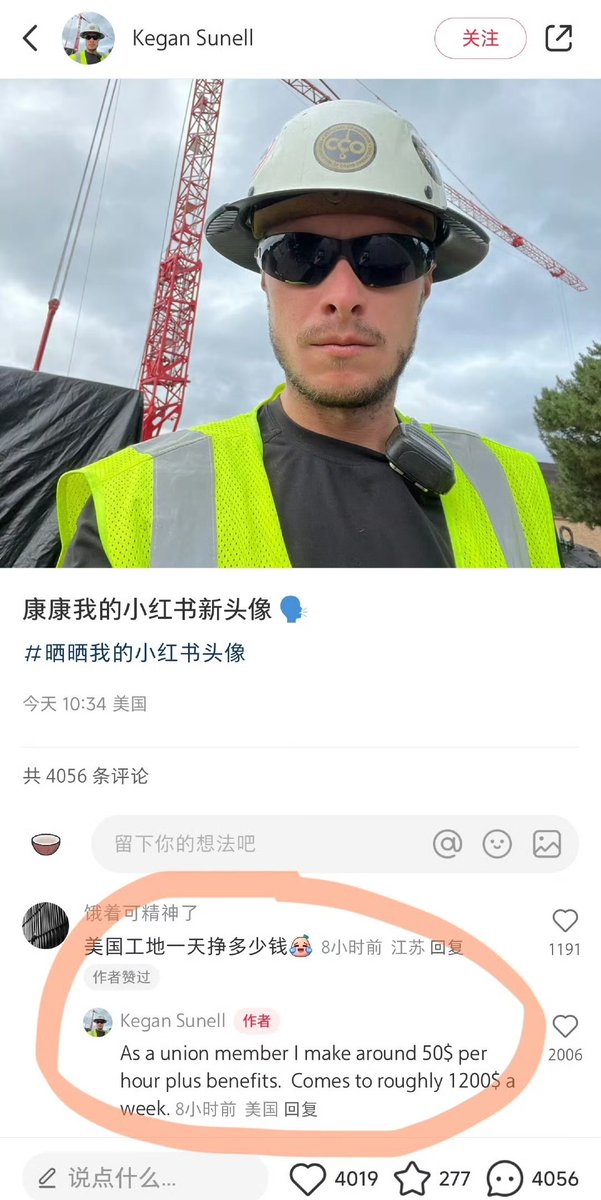 Kegan Sunell
关注
CCO
康康我的小红书新头像
#晒晒我的小红书头像
今天 10:34 美国
共 4056 条评论
留下你的想法吧
饿着可精神了
美国工地一天挣多少钱 8小时前 江苏 回复
1191
作者赞过
Kegan Sunell 作者
As a union member I make around 50$ per
hour plus benefits. Comes to roughly 1200$ a
week. 8小时前 美国 回复
2006
说点什么...
4019
277
4056